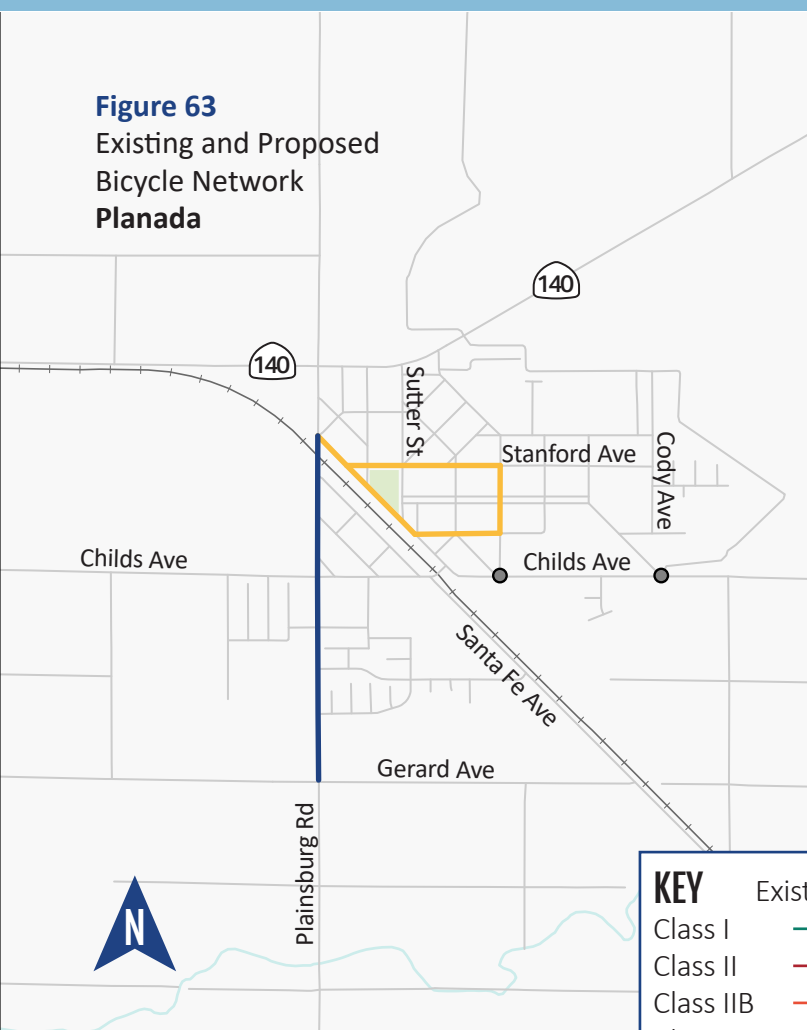 Figure 63
Existing and Proposed
Bicycle Network
Planada
140
140
Sutter St
Stanford Ave
Cody Ave
Childs Ave
Childs Ave
Santa Fe Ave
Gerard Ave
Plainsburg Rd
N
KEY Exist
Class I
Class II
Class IIB